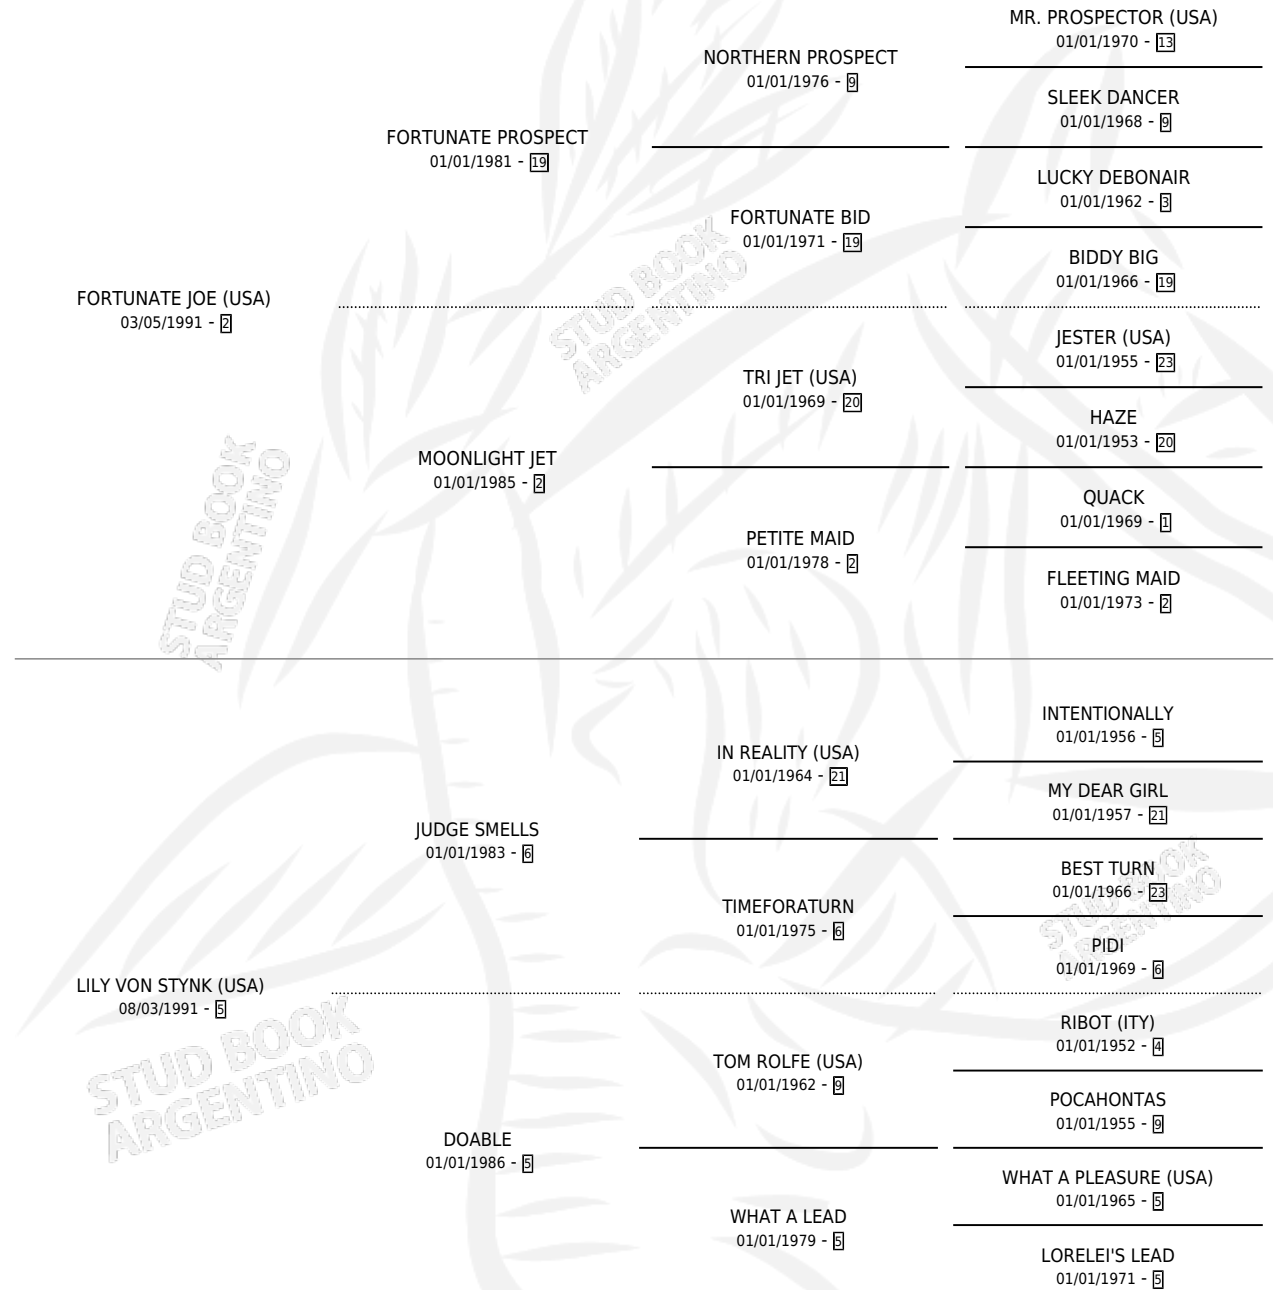 MR. PROSPECTOR (USA)
01/01/1970 - 13
NORTHERN PROSPECT
01/01/1976 - 9
SLEEK DANCER
01/01/1968 - 9
FORTUNATE PROSPECT
01/01/1981 - 19
LUCKY DEBONAIR
01/01/1962 - 3
FORTUNATE BID
01/01/1971 - 19
BIDDY BIG
01/01/1966 - 19
FORTUNATE JOE (USA)
03/05/1991 - 2
JESTER (USA)
01/01/1955 - 23
TRI JET (USA)
01/01/1969 - 20
HAZE
01/01/1953 - 20
MOONLIGHT JET
01/01/1985 - 2
QUACK
01/01/1969 - 1
PETITE MAID
01/01/1978 - 2
FLEETING MAID
01/01/1973 - 2
INTENTIONALLY
01/01/1956 - 5
IN REALITY (USA)
01/01/1964 - 21
MY DEAR GIRL
01/01/1957 - 21
JUDGE SMELLS
01/01/1983 - 6
BEST TURN
01/01/1966 - 23
TIMEFORATURN
01/01/1975 - 6
PIDI
01/01/1969 - 6
LILY VON STYNK (USA)
08/03/1991 - 5
RIBOT (ITY)
01/01/1952 - 4
TOM ROLFE (USA)
01/01/1962 - 9
POCAHONTAS
01/01/1955 - 9
DOABLE
01/01/1986 - 5
WHAT A PLEASURE (USA)
01/01/1965 - 5
WHAT A LEAD
01/01/1979 - 5
LORELEI'S LEAD
01/01/1971 - 5
STUD BOOK
ARGENTINO
STUD BOOK
ARGENTINO
STUD BOOK
ARGENTINO
STUD BOOK
ARGENTINO